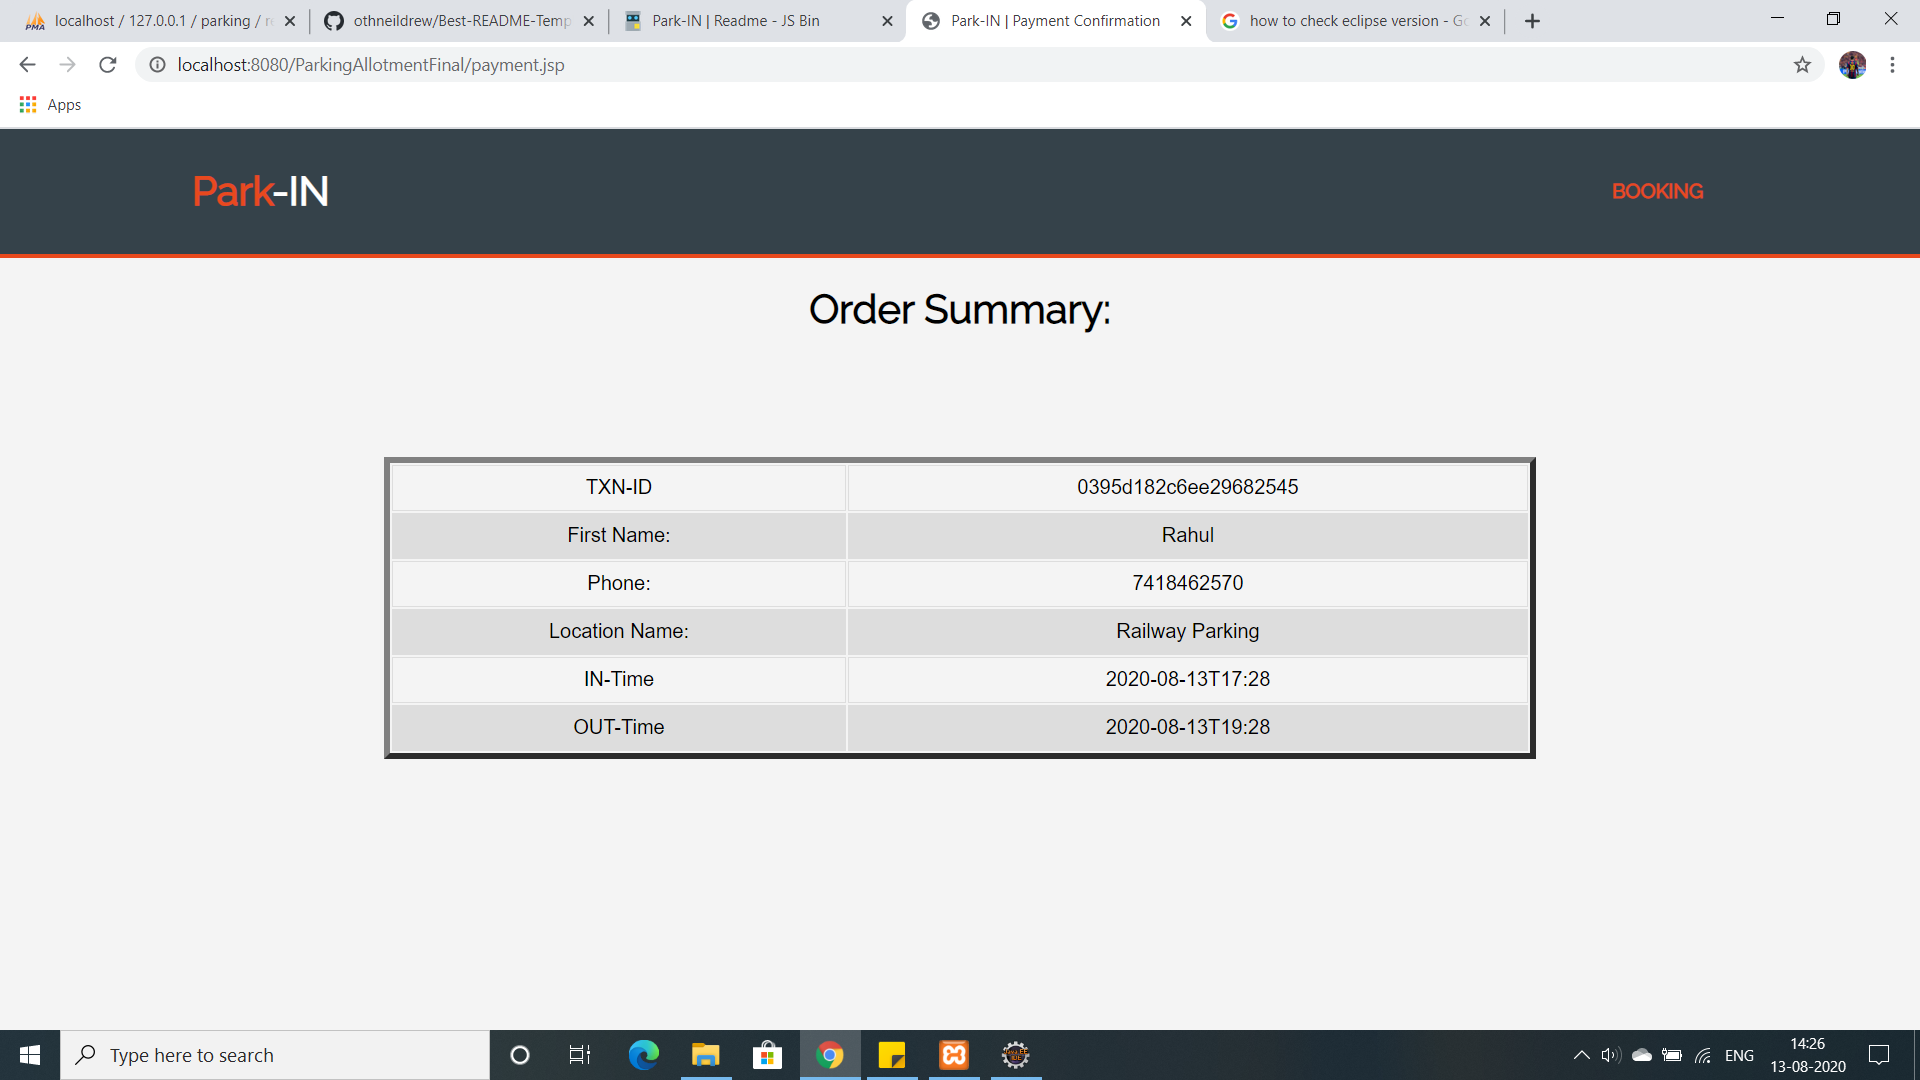 localhost / 127.0.0.1 / parking / re
othneildrew/Best-README-Temp
Park-IN | Readme - JS Bin
Park-IN | Payment Confirmation
how to check eclipse version - Go
localhost:8080/ParkingAllotmentFinal/payment.jsp
Apps
Park-IN
BOOKING
Order Summary:
TXN-ID 0395d182c6ee29682545
First Name: Rahul
Phone: 7418462570
Location Name: Railway Parking
IN-Time 2020-08-13T17:28
OUT-Time 2020-08-13T19:28
Type here to search
ENG
14:26
13-08-2020